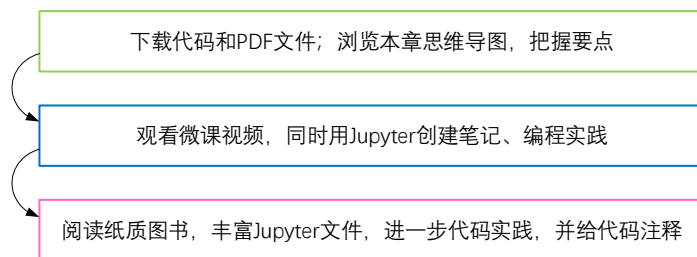 下载代码和PDF文件；浏览本章思维导图，把握要点
观看微课视频，同时用Jupyter创建笔记、编程实践
阅读纸质图书，丰富Jupyter文件，进一步代码实践，并给代码注释